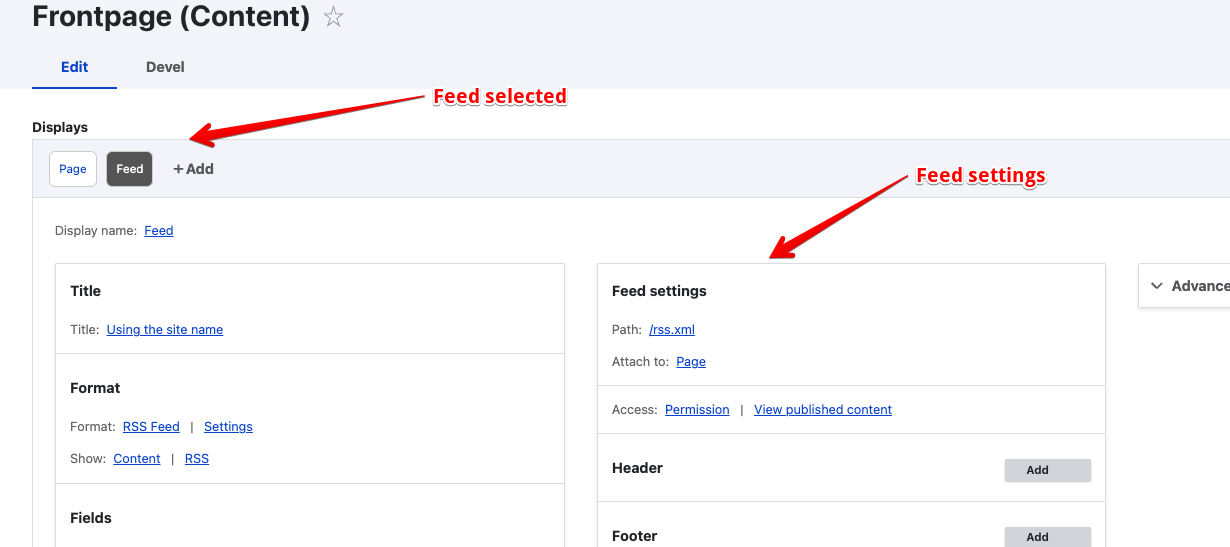 Frontpage (Content) ☆
Edit Devel
Feed selected
Displays
Page Feed + Add
Feed settings
Display name: Feed
Title
Title: Using the site name
Format
Format: RSS Feed | Settings
Show: Content | RSS
Fields
Feed settings
Path: /rss.xml
Attach to: Page
Access: Permission | View published content
Header Add
Footer Add
Advance